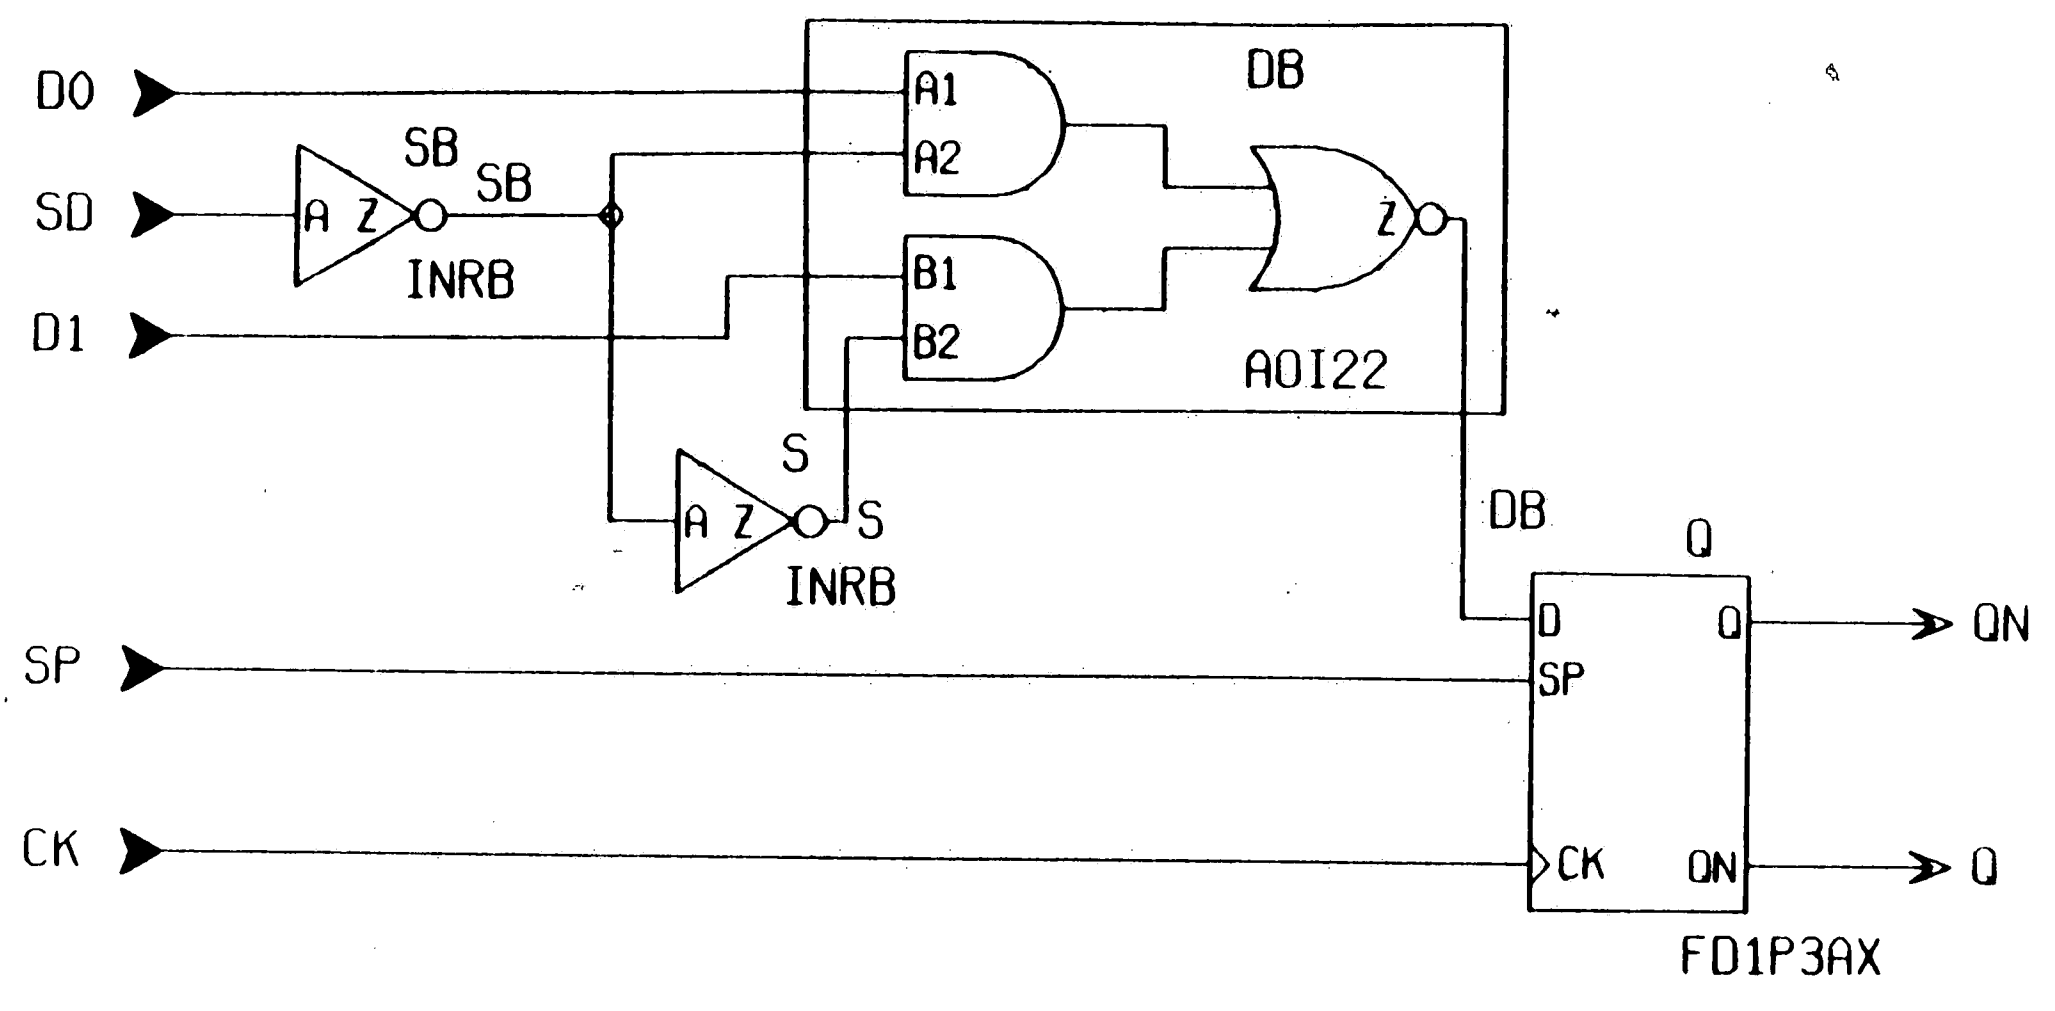 D0
A1
DB
SB
A2
SB
SD
A Z
Z
INRB
B1
D1
B2
AOI22
S
DB
A Z
S
Q
INRB
D
Q
QN
SP
SP
CK
CK
QN
Q
FD1P3AX